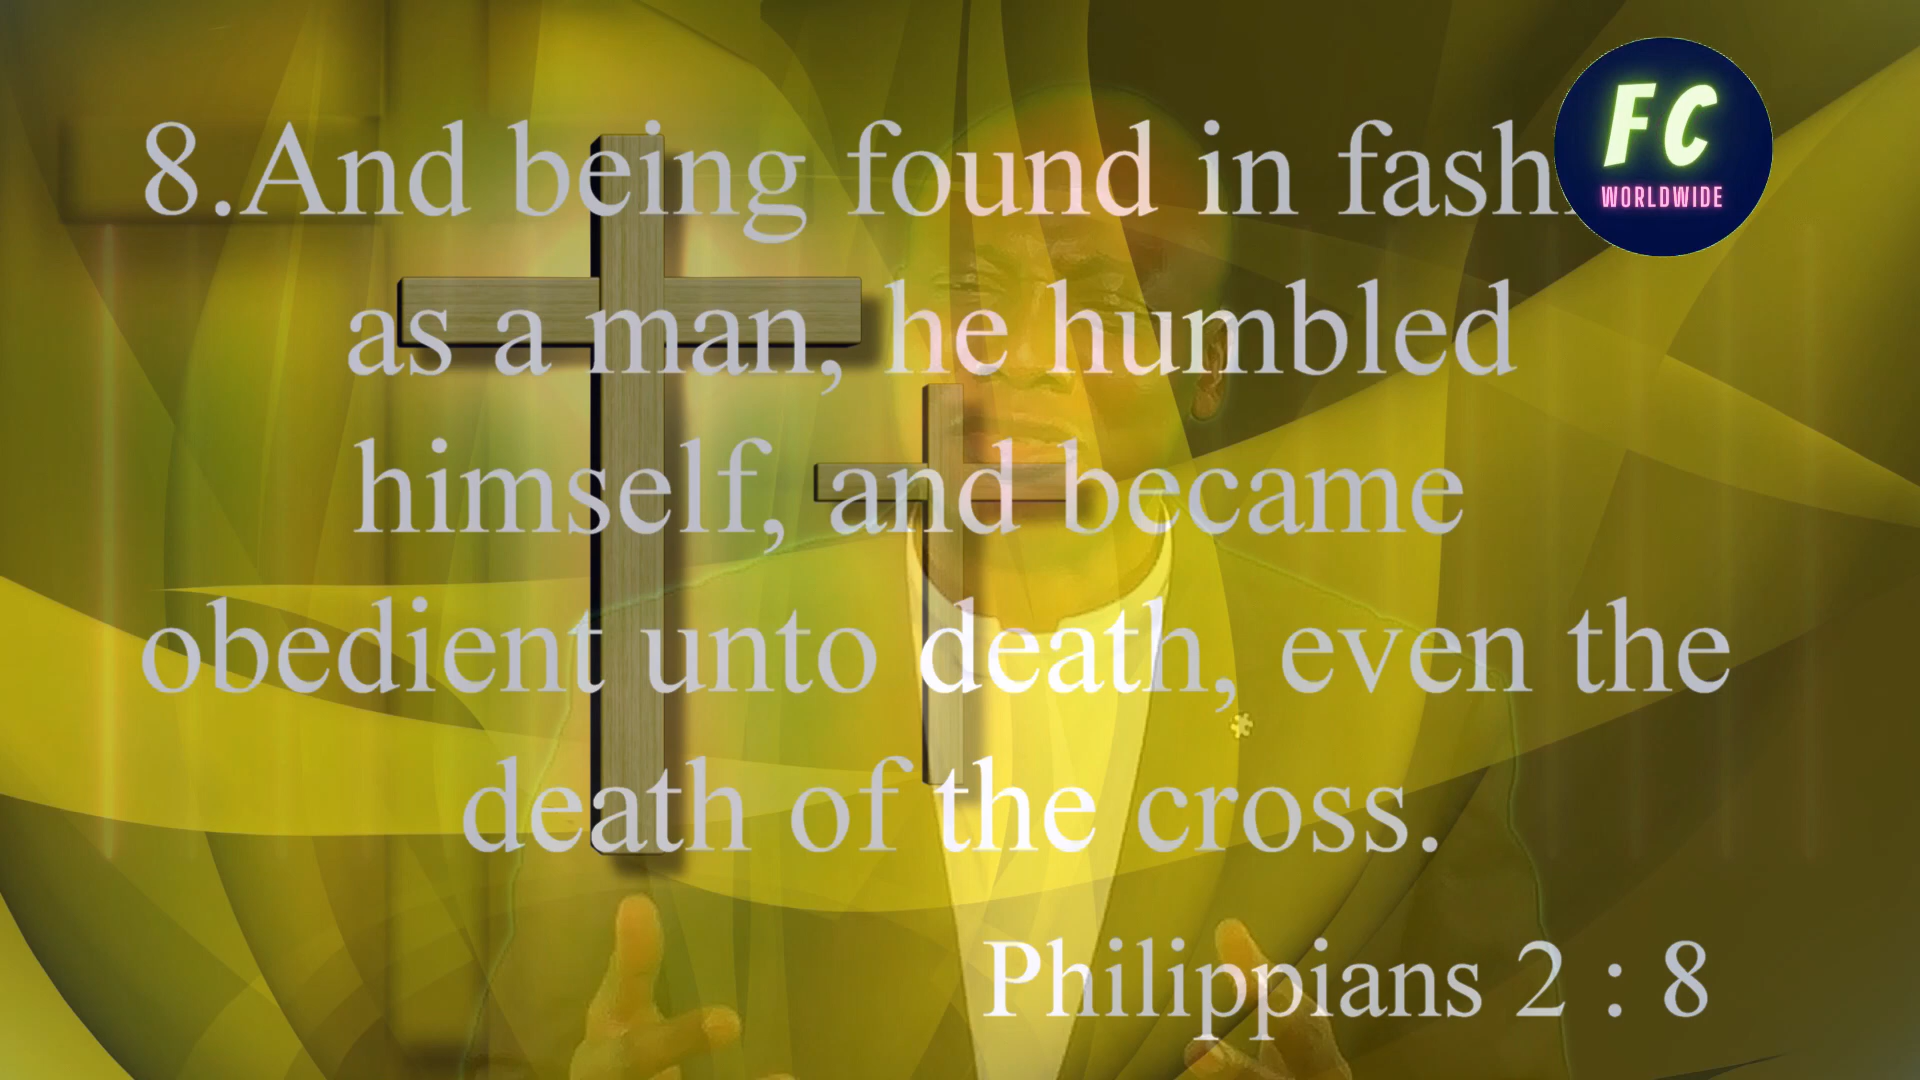 8.And being found in fash
as a man, he humbled
himself, and became
obedient unto death, even the
death of the cross.
Philippians 2 : 8
FC
WORLDWIDE